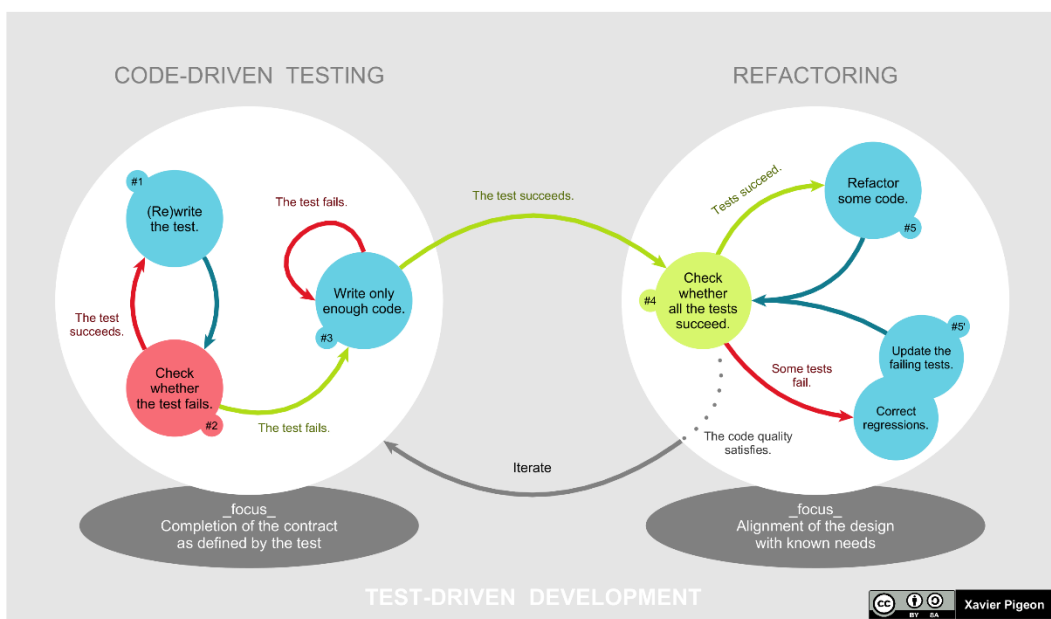 CODE-DRIVEN TESTING
REFACTORING
#1
(Re)write
the test.
The test fails.
The test succeeds.
Tests succeed.
Refactor
some code.
#5
The test
succeeds.
Write only
enough code.
#3
#4
Check
whether
all the tests
succeed.
#5'
Update the
failing tests.
Check
whether
the test fails.
#2
The test fails.
Some tests
fail.
Correct
regressions.
The code quality
satisfies.
Iterate
_focus_
Completion of the contract
as defined by the test
_focus_
Alignment of the design
with known needs
TEST-DRIVEN DEVELOPMENT
cc
BY SA
Xavier Pigeon